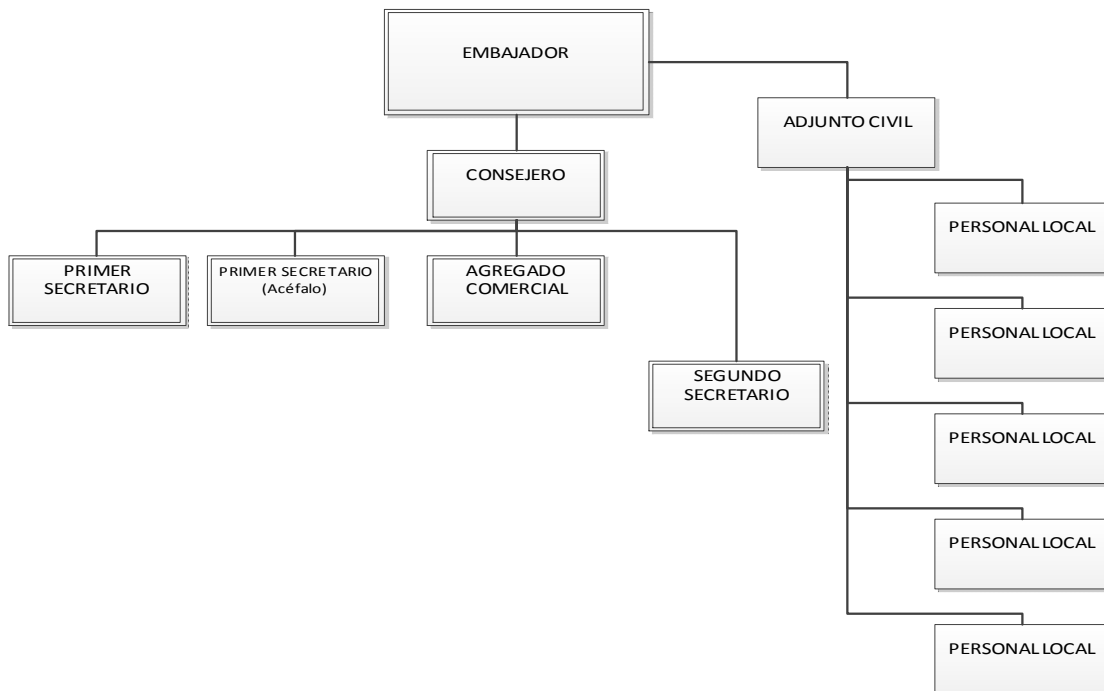 EMBAJADOR
ADJUNTO CIVIL
CONSEJERO
PERSONAL LOCAL
PRIMER
SECRETARIO
PRIMER SECRETARIO
(Acéfalo)
AGREGADO
COMERCIAL
PERSONAL LOCAL
SEGUNDO
SECRETARIO
PERSONAL LOCAL
PERSONAL LOCAL
PERSONAL LOCAL